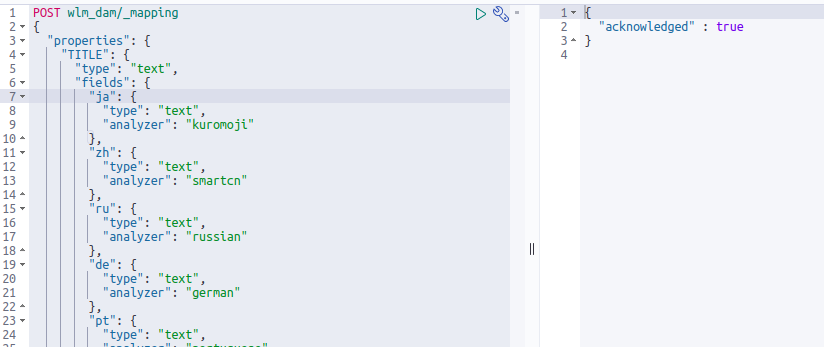 POST wlm_dam/_mapping
{
"properties": {
"TITLE": {
"type": "text",
"fields": {
"ja": {
"type": "text",
"analyzer": "kuromoji"
},
"zh": {
"type": "text",
"analyzer": "smartcn"
},
"ru": {
"type": "text",
"analyzer": "russian"
},
"de": {
"type": "text",
"analyzer": "german"
},
"pt": {
"type": "text",
1
2
3
4
5
6
7
8
9
10
11
12
13
14
15
16
17
18
19
20
21
22
23
24
{
"acknowledged" : true
}
1
2
3
4